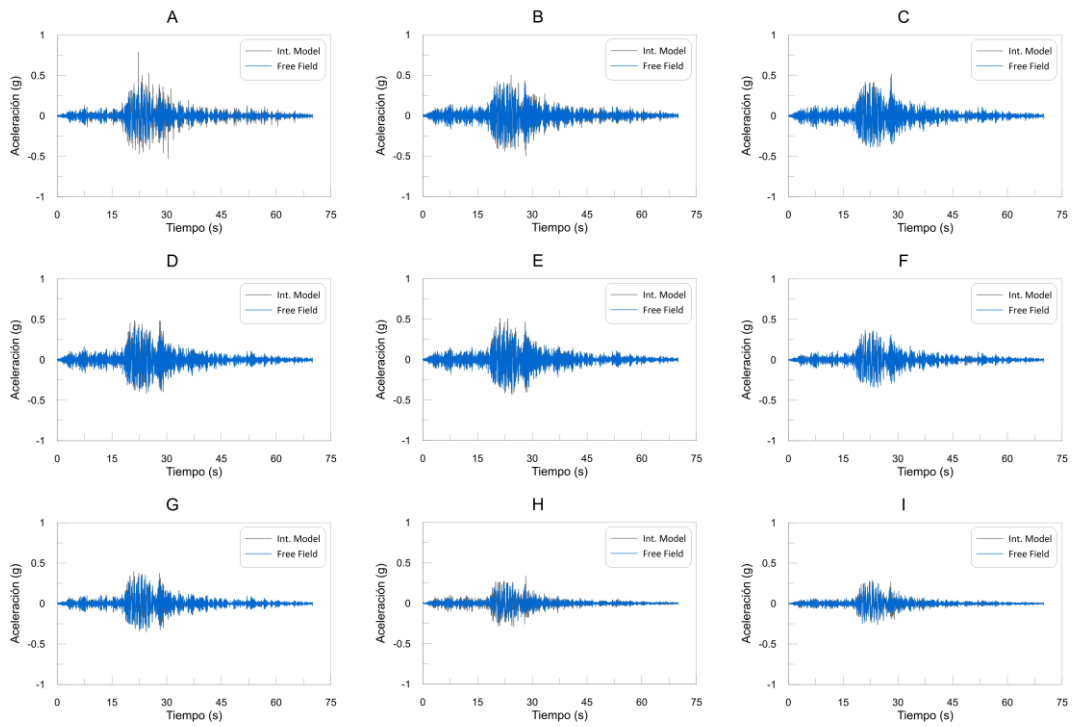 A
B
C
1
0.5
0
-0.5
-1
Aceleración (g)
Int. Model
Free Field
0 15 30 45 60 75
Tiempo (s)
1
0.5
0
-0.5
-1
Aceleración (g)
Int. Model
Free Field
0 15 30 45 60 75
Tiempo (s)
1
0.5
0
-0.5
-1
Aceleración (g)
Int. Model
Free Field
0 15 30 45 60 75
Tiempo (s)
D
E
F
1
0.5
0
-0.5
-1
Aceleración (g)
Int. Model
Free Field
0 15 30 45 60 75
Tiempo (s)
1
0.5
0
-0.5
-1
Aceleración (g)
Int. Model
Free Field
0 15 30 45 60 75
Tiempo (s)
1
0.5
0
-0.5
-1
Aceleración (g)
Int. Model
Free Field
0 15 30 45 60 75
Tiempo (s)
G
H
I
1
0.5
0
-0.5
-1
Aceleración (g)
Int. Model
Free Field
0 15 30 45 60 75
Tiempo (s)
1
0.5
0
-0.5
-1
Aceleración (g)
Int. Model
Free Field
0 15 30 45 60 75
Tiempo (s)
1
0.5
0
-0.5
-1
Aceleración (g)
Int. Model
Free Field
0 15 30 45 60 75
Tiempo (s)